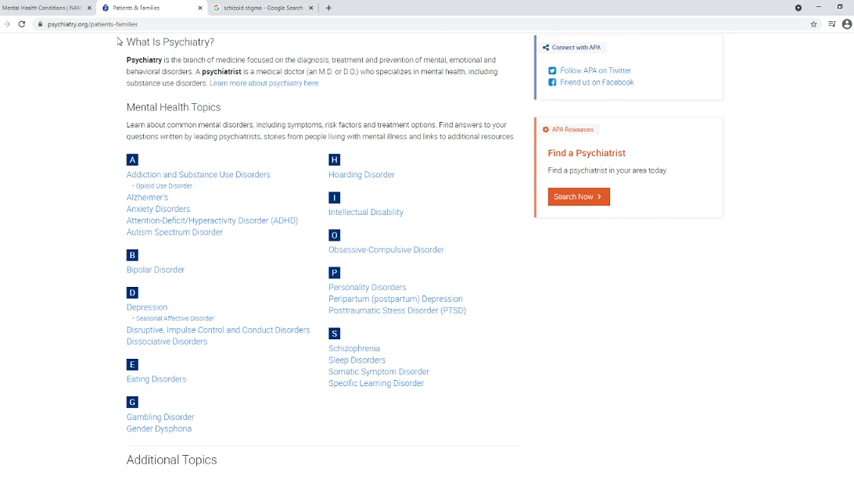 Mental Health Conditions | NAM
Patients & Families
schizoid stigma - Google Search
psychiatry.org/patients-families
What Is Psychiatry?
Psychiatry is the branch of medicine focused on the diagnosis, treatment and prevention of mental, emotional and
behavioral disorders. A psychiatrist is a medical doctor (an M.D. or D.O.) who specializes in mental health, including
substance use disorders. Learn more about psychiatry here.
Mental Health Topics
Learn about common mental disorders, including symptoms, risk factors and treatment options. Find answers to your
questions written by leading psychiatrists, stories from people living with mental illness and links to additional resources.
A
Addiction and Substance Use Disorders
• Opioid Use Disorder
Alzheimer's
Anxiety Disorders
Attention-Deficit/Hyperactivity Disorder (ADHD)
Autism Spectrum Disorder
B
Bipolar Disorder
D
Depression
• Seasonal Affective Disorder
Disruptive, Impulse Control and Conduct Disorders
Dissociative Disorders
E
Eating Disorders
G
Gambling Disorder
Gender Dysphoria
H
Hoarding Disorder
I
Intellectual Disability
O
Obsessive-Compulsive Disorder
P
Personality Disorders
Peripartum (postpartum) Depression
Posttraumatic Stress Disorder (PTSD)
S
Schizophrenia
Sleep Disorders
Somatic Symptom Disorder
Specific Learning Disorder
Additional Topics
Connect with APA
Follow APA on Twitter
Friend us on Facebook
APA Resources
Find a Psychiatrist
Find a psychiatrist in your area today.
Search Now